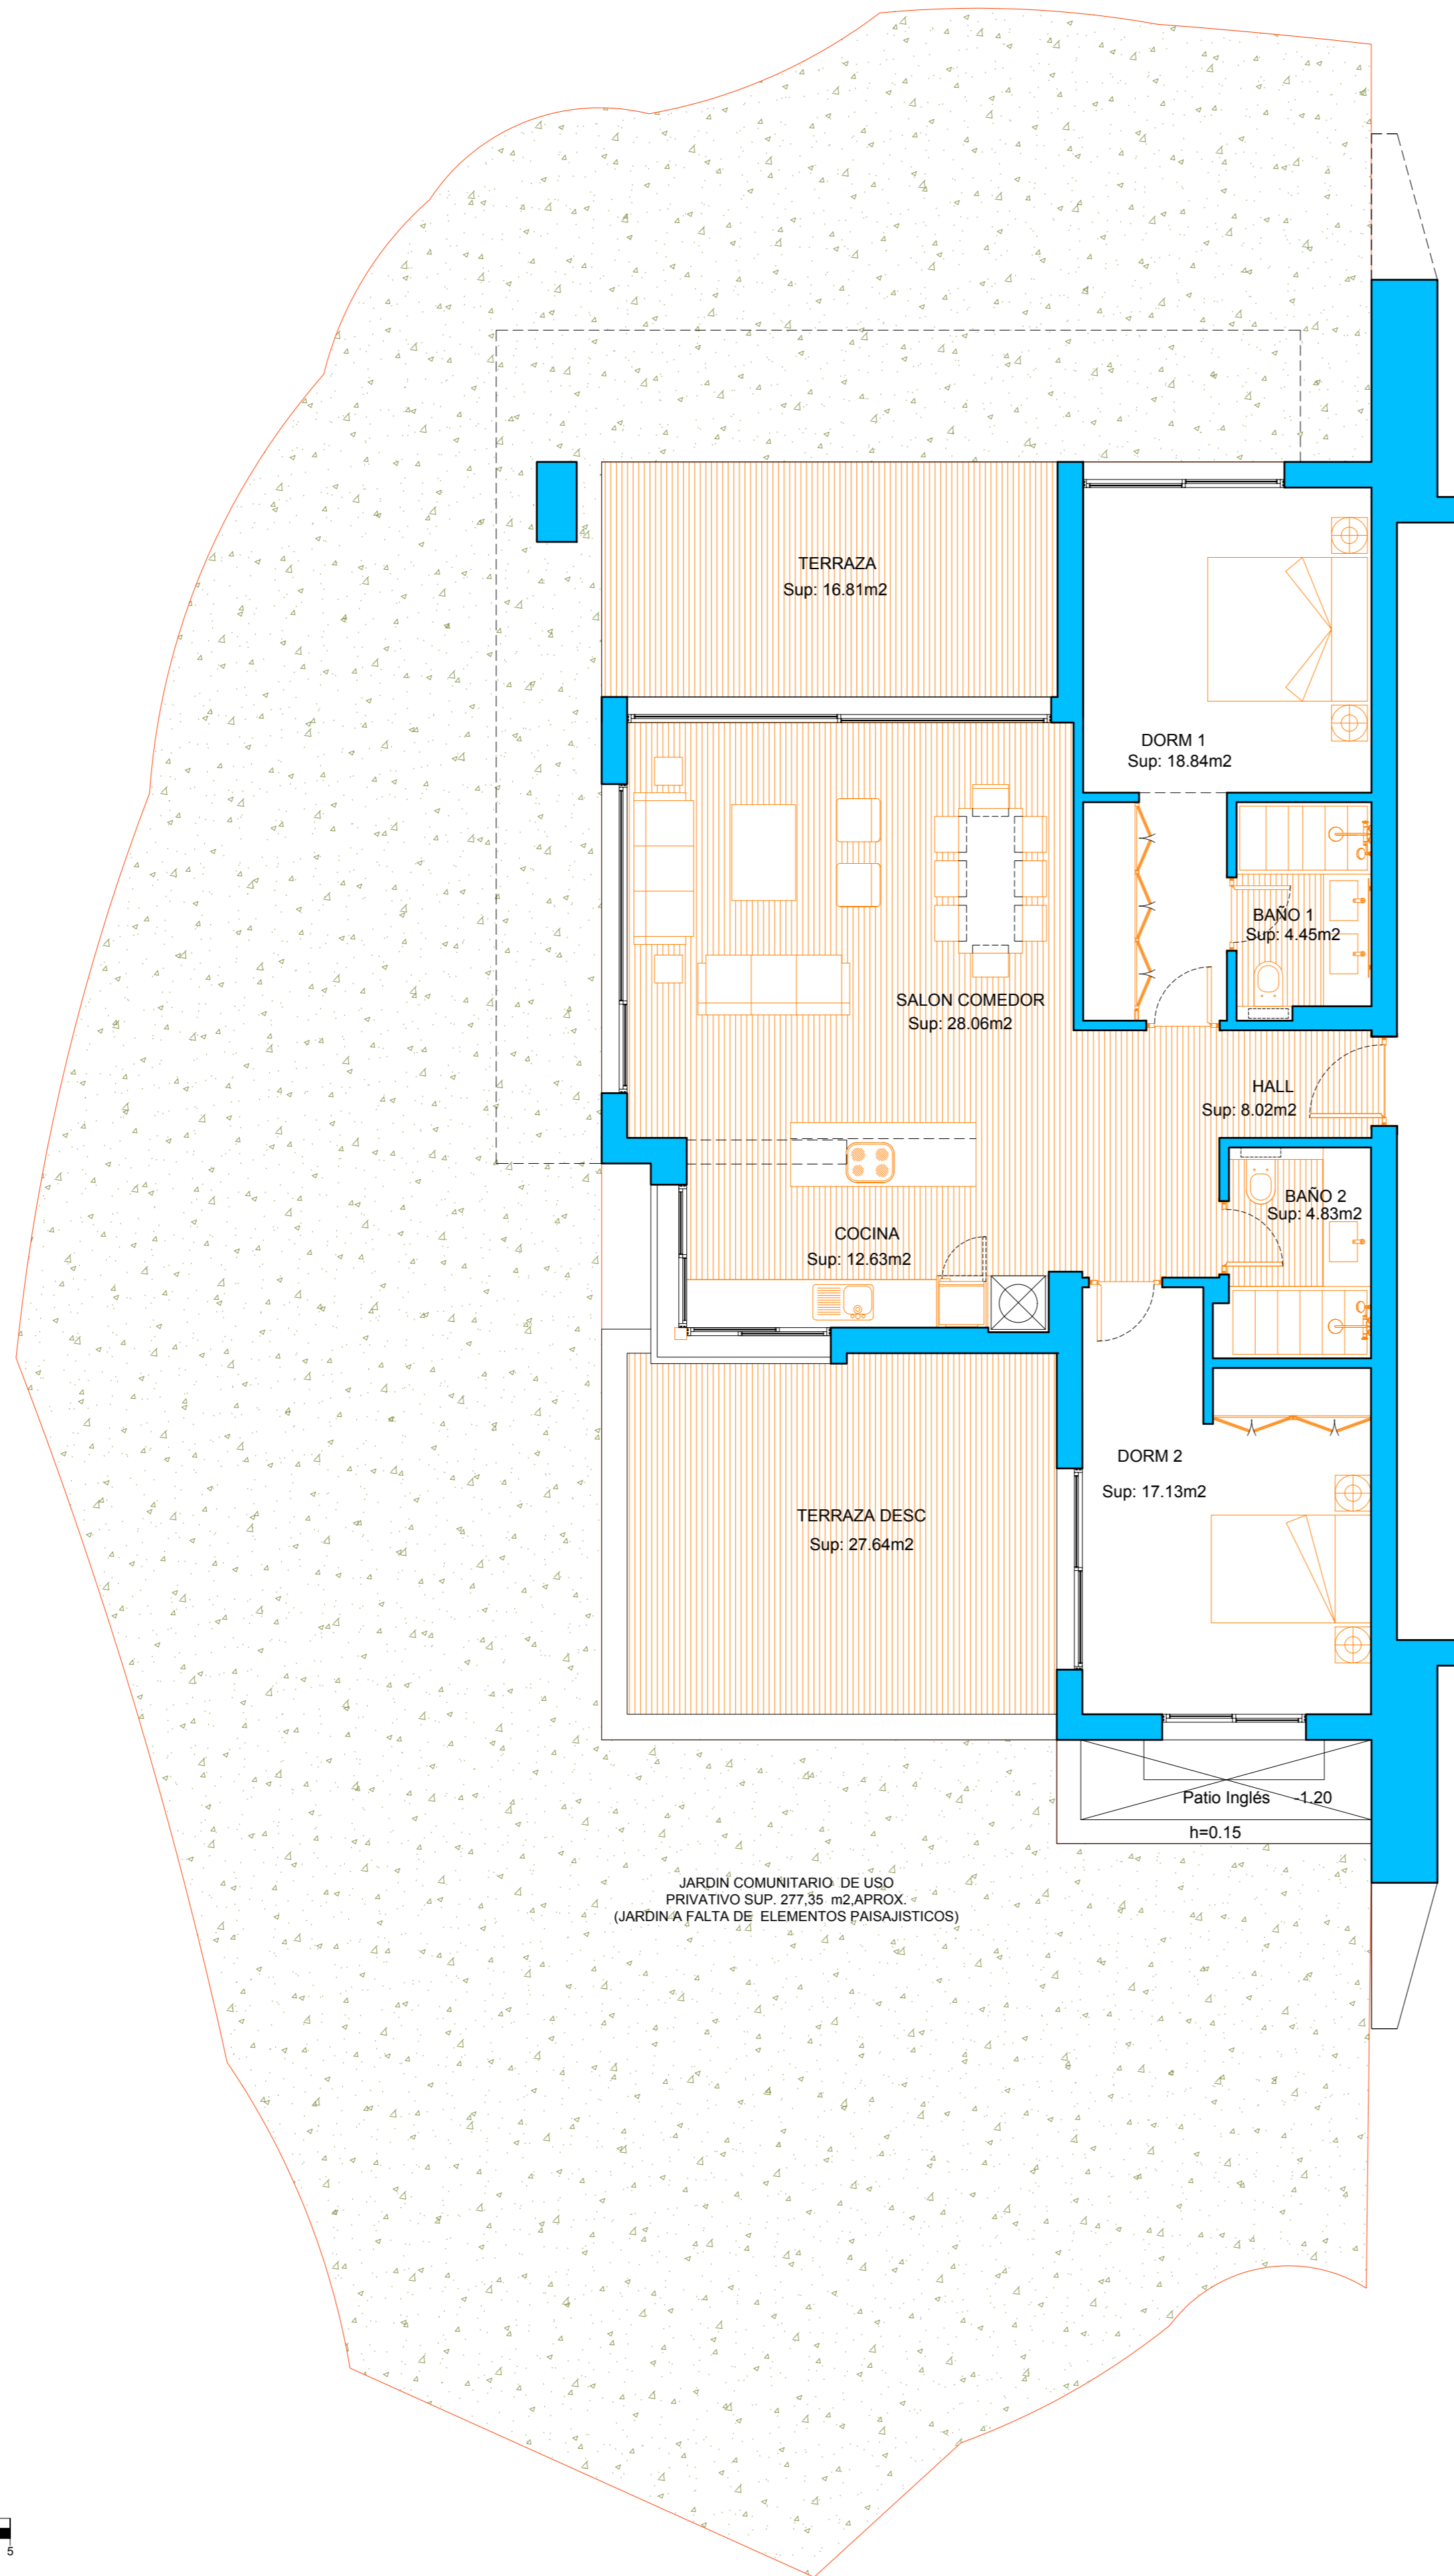 TERRAZA
Sup: 16.81m2
DORM 1
Sup: 18.84m2
BAÑO 1
Sup: 4.45m2
SALON COMEDOR
Sup: 28.06m2
HALL
Sup: 8.02m2
BAÑO 2
Sup: 4.83m2
COCINA
Sup: 12.63m2
DORM 2
Sup: 17.13m2
TERRAZA DESC
Sup: 27.64m2
Patio Inglés -1.20
h=0.15
JARDIN COMUNITARIO DE USO
PRIVATIVO SUP. 277,35 m2,APROX.
(JARDIN A FALTA DE ELEMENTOS PAISAJISTICOS)
5